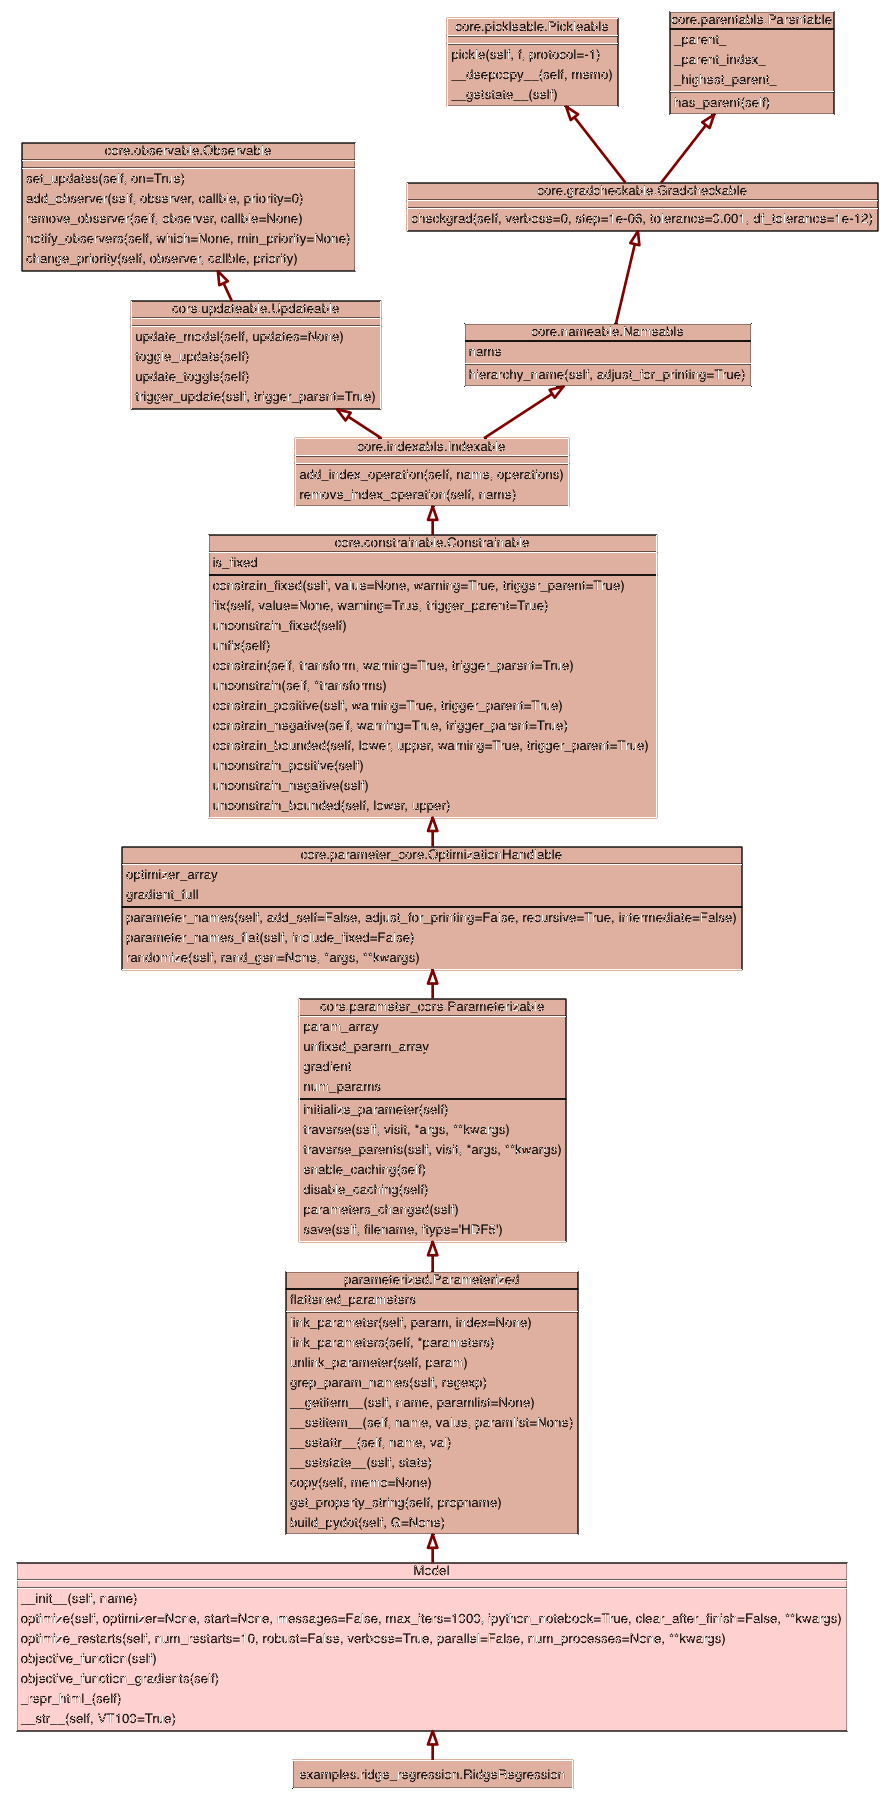 core.pickleable.Pickleable
pickle(self, f, protocol=-1)
__deepcopy__(self, memo)
__getstate__(self)
core.parentable.Parentable
_parent_
_parent_index_
_highest_parent_
has_parent(self)
core.observable.Observable
set_updates(self, on=True)
add_observer(self, observer, callble, priority=0)
remove_observer(self, observer, callble=None)
notify_observers(self, which=None, min_priority=None)
change_priority(self, observer, callble, priority)
core.gradcheckable.Gradcheckable
checkgrad(self, verbose=0, step=1e-06, tolerance=0.001, df_tolerance=1e-12)
core.updateable.Updateable
update_model(self, updates=None)
toggle_update(self)
update_toggle(self)
trigger_update(self, trigger_parent=True)
core.nameable.Nameable
name
hierarchy_name(self, adjust_for_printing=True)
core.indexable.Indexable
add_index_operation(self, name, operations)
remove_index_operation(self, name)
core.constrainable.Constrainable
is_fixed
constrain_fixed(self, value=None, warning=True, trigger_parent=True)
fix(self, value=None, warning=True, trigger_parent=True)
unconstrain_fixed(self)
unfix(self)
constrain(self, transform, warning=True, trigger_parent=True)
unconstrain(self, *transforms)
constrain_positive(self, warning=True, trigger_parent=True)
constrain_negative(self, warning=True, trigger_parent=True)
constrain_bounded(self, lower, upper, warning=True, trigger_parent=True)
unconstrain_positive(self)
unconstrain_negative(self)
unconstrain_bounded(self, lower, upper)
core.parameter_core.OptimizationHandlable
optimizer_array
gradient_full
parameter_names(self, add_self=False, adjust_for_printing=False, recursive=True, intermediate=False)
parameter_names_flat(self, include_fixed=False)
randomize(self, rand_gen=None, *args, **kwargs)
core.parameter_core.Parameterizable
param_array
unfixed_param_array
gradient
num_params
initialize_parameter(self)
traverse(self, visit, *args, **kwargs)
traverse_parents(self, visit, *args, **kwargs)
enable_caching(self)
disable_caching(self)
parameters_changed(self)
save(self, filename, ftype='HDF5')
parameterized.Parameterized
flattened_parameters
link_parameter(self, param, index=None)
link_parameters(self, *parameters)
unlink_parameter(self, param)
grep_param_names(self, regexp)
__getitem__(self, name, paramlist=None)
__setitem__(self, name, value, paramlist=None)
__setattr__(self, name, val)
__setstate__(self, state)
copy(self, memo=None)
get_property_string(self, propname)
build_pydot(self, G=None)
Model
__init__(self, name)
optimize(self, optimizer=None, start=None, messages=False, max_iters=1000, ipython_notebook=True, clear_after_finish=False, **kwargs)
optimize_restarts(self, num_restarts=10, robust=False, verbose=True, parallel=False, num_processes=None, **kwargs)
objective_function(self)
objective_function_gradients(self)
_repr_html_(self)
__str__(self, VT100=True)
examples.ridge_regression.RidgeRegression